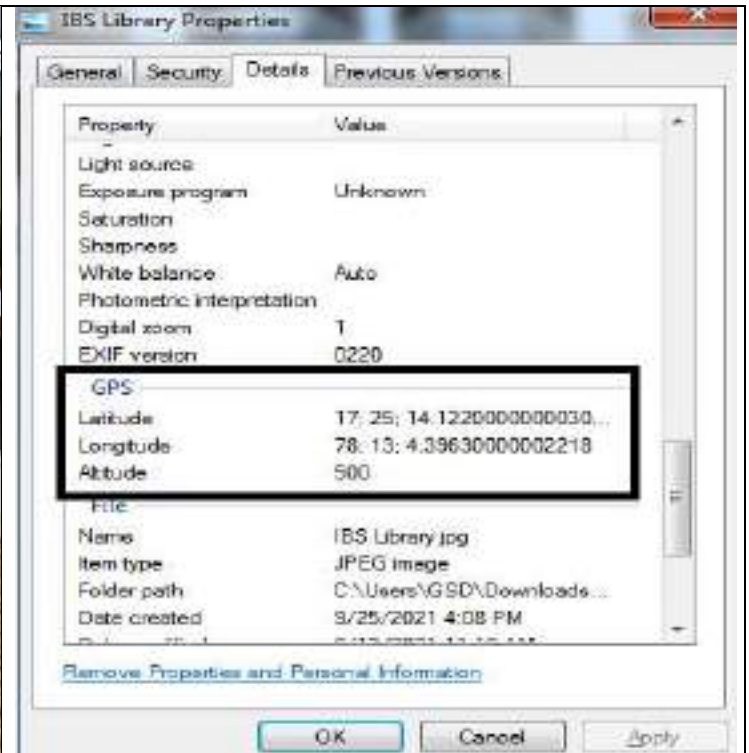 IBS Library Properties
General Security Details Previous Versions
Property Value
Light source
Exposure program Unknown
Saturation
Sharpness
White balance Auto
Photometric interpretation
Digital zoom 1
EXIF version 0220
GPS
Latitude 17; 25; 14.1220000000030...
Longitude 78; 13; 4.39630000002218
Altitude 500
File
Name IBS Library.jpg
Item type JPEG image
Folder path C:\Users\GSD\Downloads...
Date created 9/25/2021 4:08 PM
Remove Properties and Personal Information
OK Cancel Apply